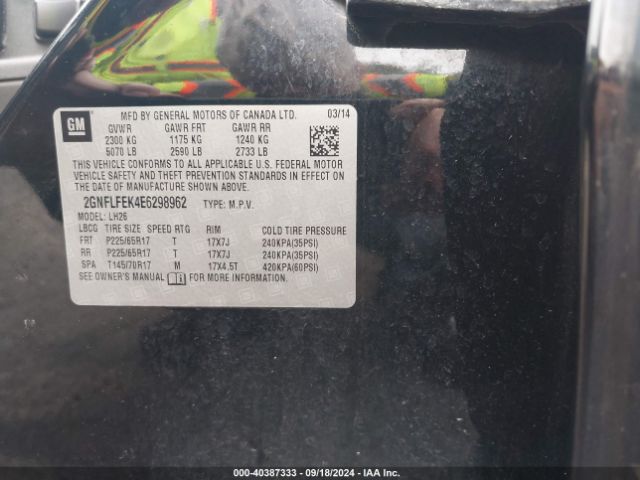 GM
MFD BY GENERAL MOTORS OF CANADA LTD. 03/14
GVWR GAWR FRT GAWR RR
2300 KG 1175 KG 1240 KG
5070 LB 2590 LB 2733 LB
THIS VEHICLE CONFORMS TO ALL APPLICABLE U.S. FEDERAL MOTOR
VEHICLE SAFETY AND THEFT PREVENTION STANDARDS IN EFFECT ON
THE DATE OF MANUFACTURE SHOWN ABOVE.
2GNFLFEK4E6298962 TYPE: M.P.V.
MODEL: LH26
LBCG TIRE SIZE SPEED RTG RIM COLD TIRE PRESSURE
FRT P225/65R17 T 17X7J 240KPA(35PSI)
RR P225/65R17 T 17X7J 240KPA(35PSI)
SPA T145/70R17 M 17X4.5T 420KPA(60PSI)
SEE OWNER'S MANUAL FOR MORE INFORMATION.
000-40387333 - 09/18/2024 - IAA Inc.